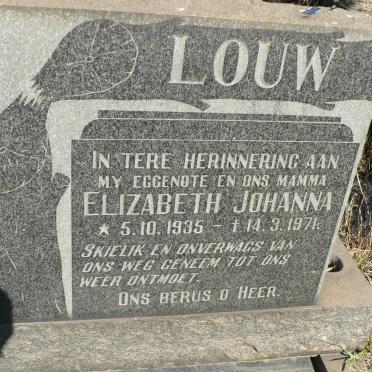 LOUW
IN TERE HERINNERING AAN
MY EGGENOTE EN ONS MAMMA
ELIZABETH JOHANNA
* 5.10.1935 - † 14.3.1971.
SKIELIK EN ONVERWAGS VAN
ONS WEG GENEEM TOT ONS
WEER ONTMOET.
ONS BERUS O HEER.